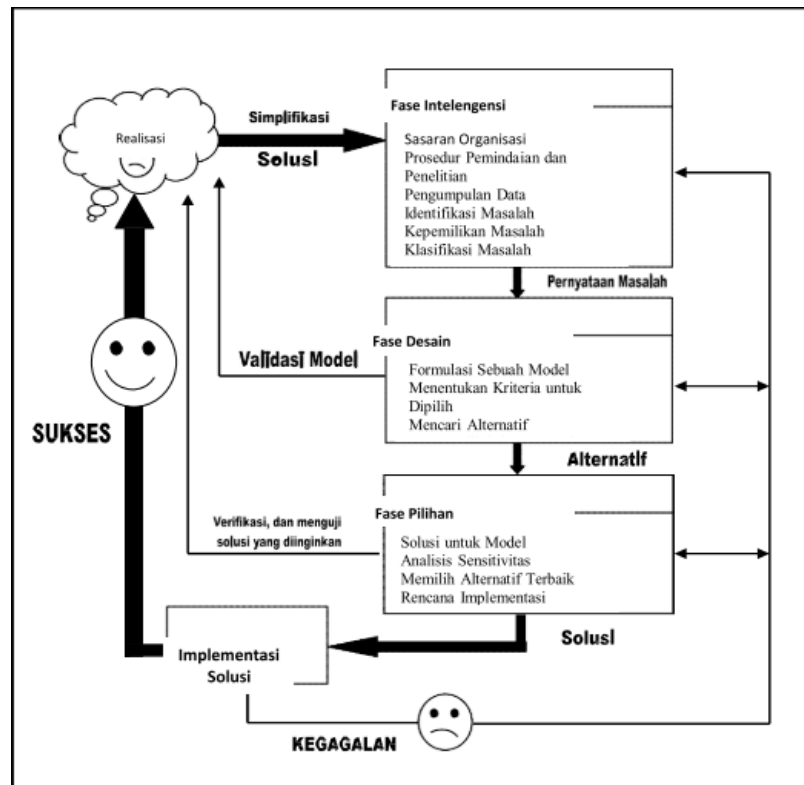 Realisasi
Simplifikasi
SolusI
Fase Intelengensi
Sasaran Organisasi
Prosedur Pemindaian dan
Penelitian
Pengumpulan Data
Identifikasi Masalah
Kepemilikan Masalah
Klasifikasi Masalah
Pernyataan Masalah
Fase Desain
Formulasi Sebuah Model
Menentukan Kriteria untuk
Dipilih
Mencari Alternatif
ValidasI Model
SUKSES
AlternatIf
Fase Pilihan
Solusi untuk Model
Analisis Sensitivitas
Memilih Alternatif Terbaik
Rencana Implementasi
Verifikasi, dan menguji
solusi yang diinginkan
SolusI
Implementasi
Solusi
KEGAGALAN